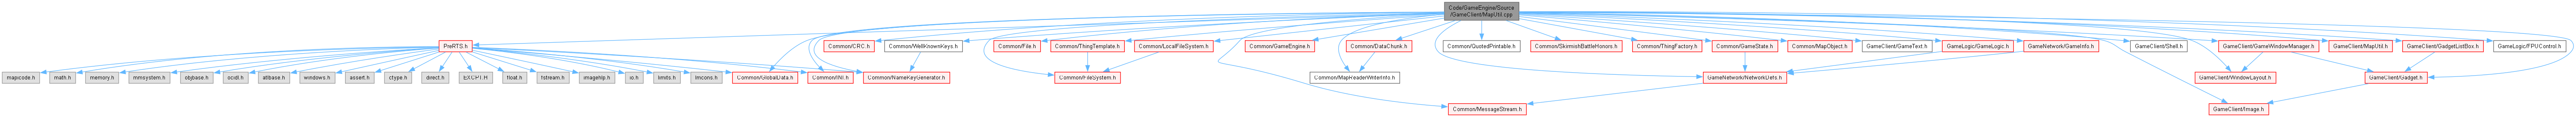 Code/GameEngine/Source
/GameClient/MapUtil.cpp
PreRTS.h
Common/CRC.h
Common/WellKnownKeys.h
Common/File.h
Common/ThingTemplate.h
Common/LocalFileSystem.h
Common/GameEngine.h
Common/DataChunk.h
Common/QuotedPrintable.h
Common/SkirmishBattleHonors.h
Common/ThingFactory.h
Common/GameState.h
Common/MapObject.h
GameClient/GameText.h
GameLogic/GameLogic.h
GameNetwork/GameInfo.h
GameClient/Shell.h
GameClient/GameWindowManager.h
GameClient/MapUtil.h
GameClient/GadgetListBox.h
GameLogic/FPUControl.h
mapcode.h
math.h
memory.h
mmsystem.h
objbase.h
ocidl.h
atlbase.h
windows.h
assert.h
ctype.h
direct.h
EXCPT.H
float.h
fstream.h
imagehlp.h
io.h
limits.h
lmcons.h
Common/GlobalData.h
Common/INI.h
Common/NameKeyGenerator.h
Common/FileSystem.h
Common/MapReaderWriterInfo.h
GameNetwork/NetworkDefs.h
GameClient/WindowLayout.h
GameClient/Gadget.h
Common/MessageStream.h
GameClient/Image.h